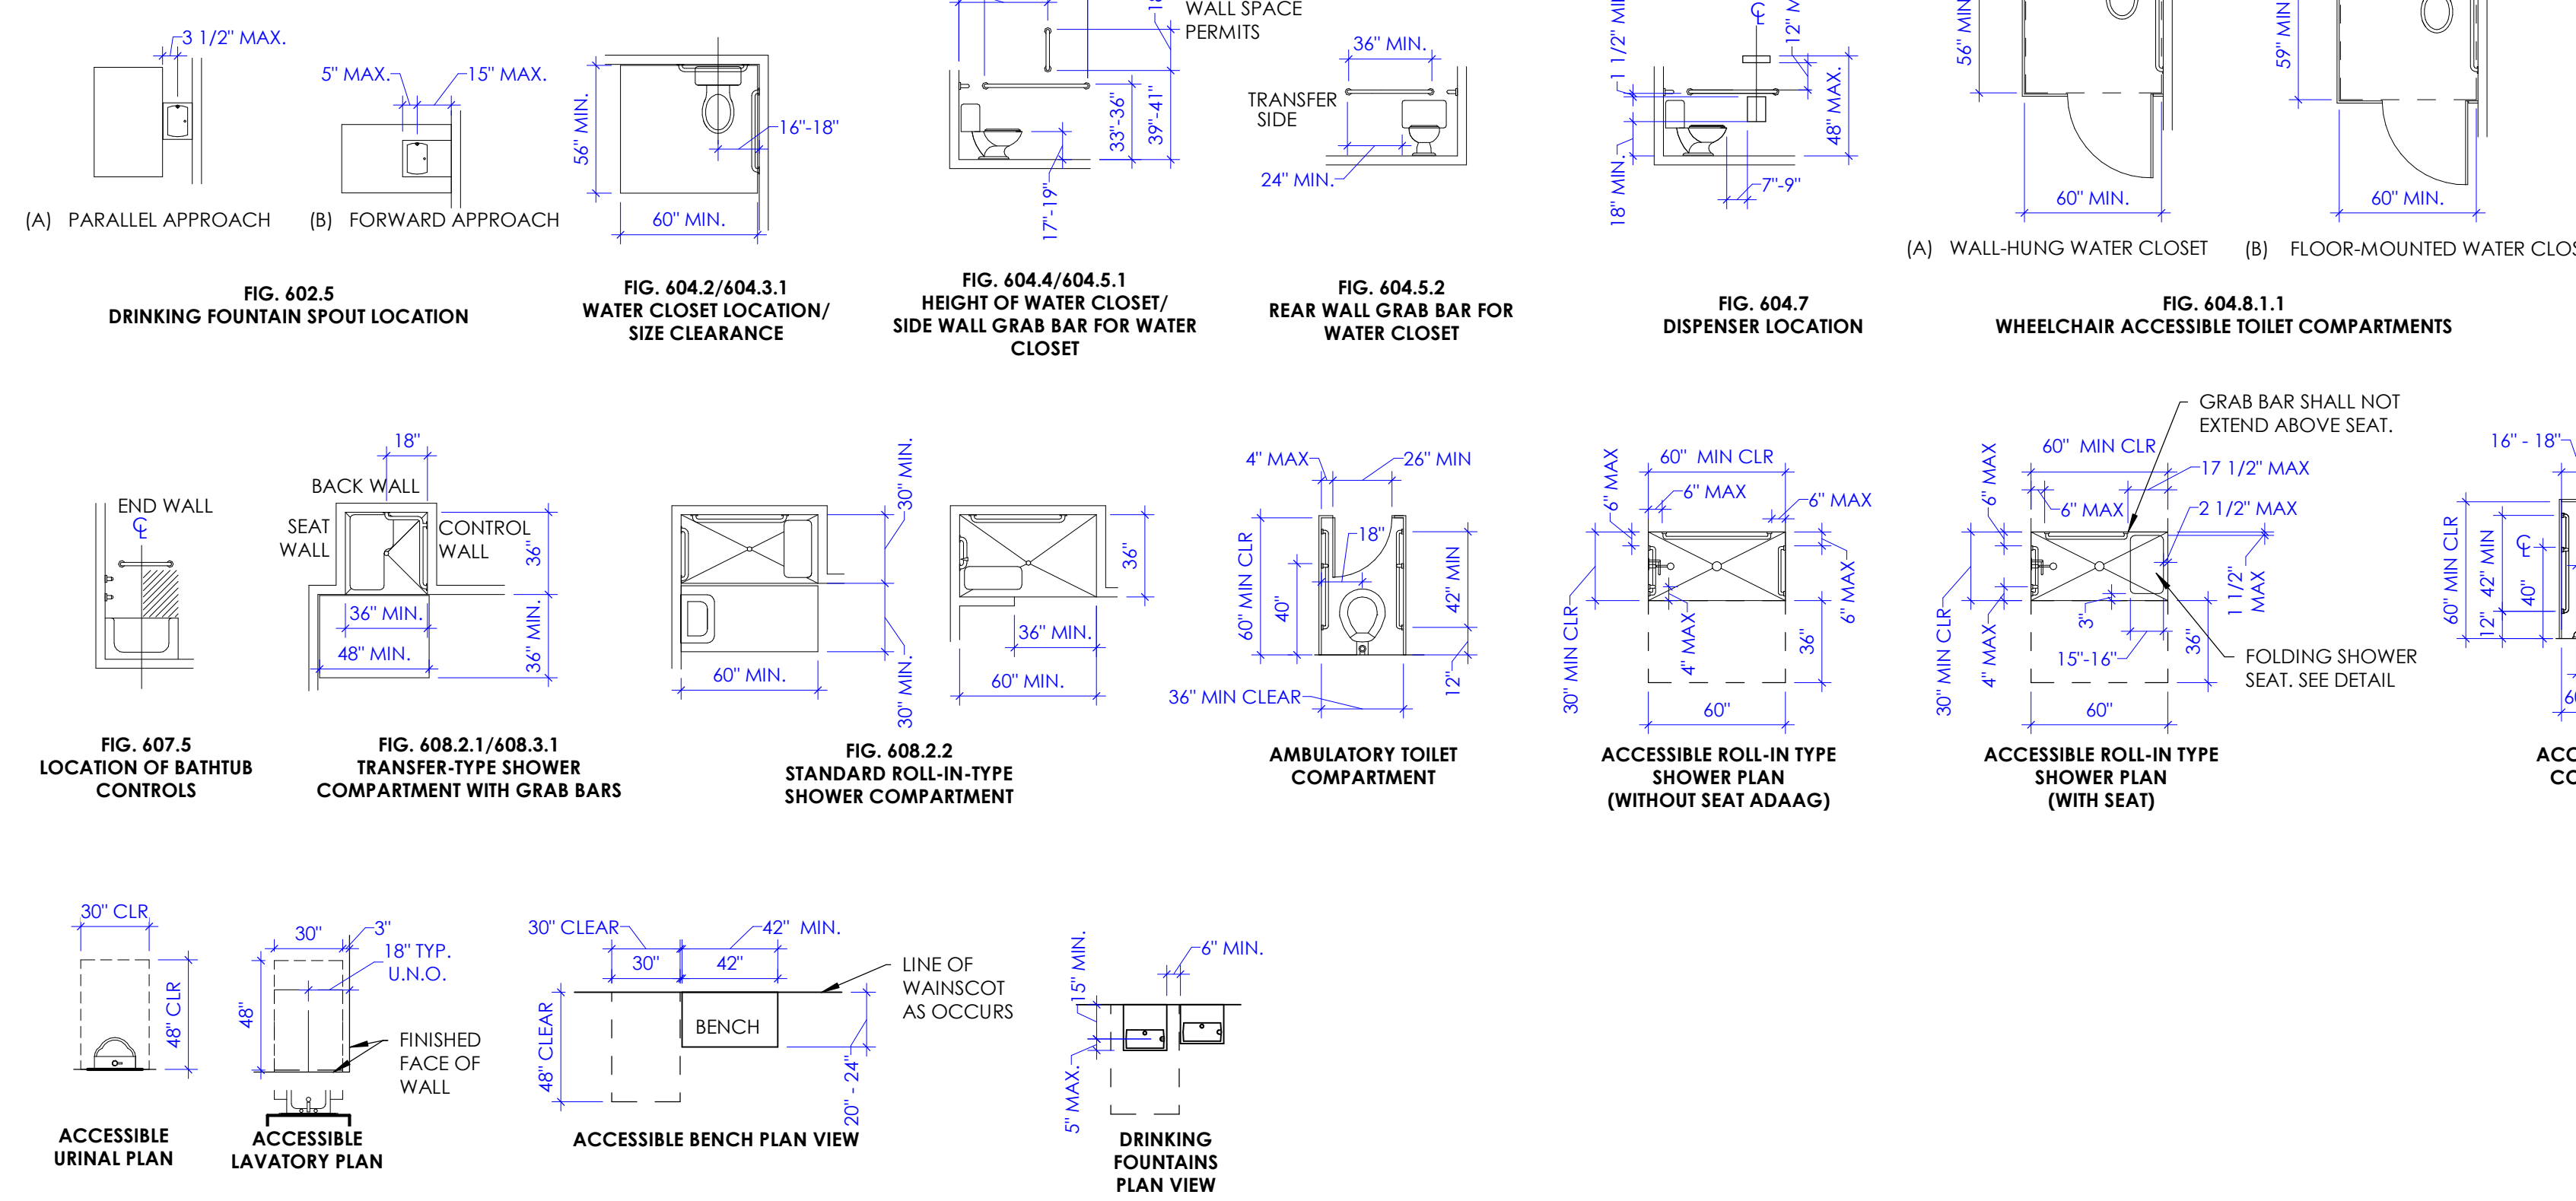 3 1/2" MAX.
5" MAX.
15" MAX.
(A) PARALLEL APPROACH
(B) FORWARD APPROACH
FIG. 602.5
DRINKING FOUNTAIN SPOUT LOCATION
56" MIN.
16"-18"
60" MIN.
FIG. 604.2/604.3.1
WATER CLOSET LOCATION/
SIZE CLEARANCE
WALL SPACE
PERMITS
33"-36"
39"-41"
17"-19"
FIG. 604.4/604.5.1
HEIGHT OF WATER CLOSET/
SIDE WALL GRAB BAR FOR WATER
CLOSET
36" MIN.
TRANSFER
SIDE
24" MIN.
FIG. 604.5.2
REAR WALL GRAB BAR FOR
WATER CLOSET
48" MAX.
18" MIN.
7"-9"
FIG. 604.7
DISPENSER LOCATION
56" MIN
60" MIN.
(A) WALL-HUNG WATER CLOSET
59" MIN
60" MIN.
(B) FLOOR-MOUNTED WATER CLOS
FIG. 604.8.1.1
WHEELCHAIR ACCESSIBLE TOILET COMPARTMENTS
END WALL
FIG. 607.5
LOCATION OF BATHTUB
CONTROLS
18"
BACK WALL
SEAT
WALL
CONTROL
WALL
36"
36" MIN.
36" MIN.
48" MIN.
FIG. 608.2.1/608.3.1
TRANSFER-TYPE SHOWER
COMPARTMENT WITH GRAB BARS
30" MIN.
30" MIN.
60" MIN.
36"
36" MIN.
60" MIN.
FIG. 608.2.2
STANDARD ROLL-IN-TYPE
SHOWER COMPARTMENT
4" MAX
26" MIN
18"
60" MIN CLR
40"
42" MIN
12"
36" MIN CLEAR
AMBULATORY TOILET
COMPARTMENT
60" MIN CLR
6" MAX
6" MAX
6" MAX
6" MAX
30" MIN CLR
4" MAX
36"
60"
ACCESSIBLE ROLL-IN TYPE
SHOWER PLAN
(WITHOUT SEAT ADAAG)
GRAB BAR SHALL NOT
EXTEND ABOVE SEAT.
60" MIN CLR
17 1/2" MAX
6" MAX
6" MAX
2 1/2" MAX
1 1/2"
MAX
30" MIN CLR
4" MAX
3"
15"-16"
36"
FOLDING SHOWER
SEAT. SEE DETAIL
60"
ACCESSIBLE ROLL-IN TYPE
SHOWER PLAN
(WITH SEAT)
16" - 18"
60" MIN CLR
42" MIN
12"
40"
30" CLR
48" CLR
ACCESSIBLE
URINAL PLAN
30"
3"
18" TYP.
U.N.O.
48"
FINISHED
FACE OF
WALL
ACCESSIBLE
LAVATORY PLAN
30" CLEAR
42" MIN.
30"
42"
BENCH
48" CLEAR
20" - 24"
LINE OF
WAINSCOT
AS OCCURS
ACCESSIBLE BENCH PLAN VIEW
15" MIN.
6" MIN.
5" MAX.
DRINKING
FOUNTAINS
PLAN VIEW